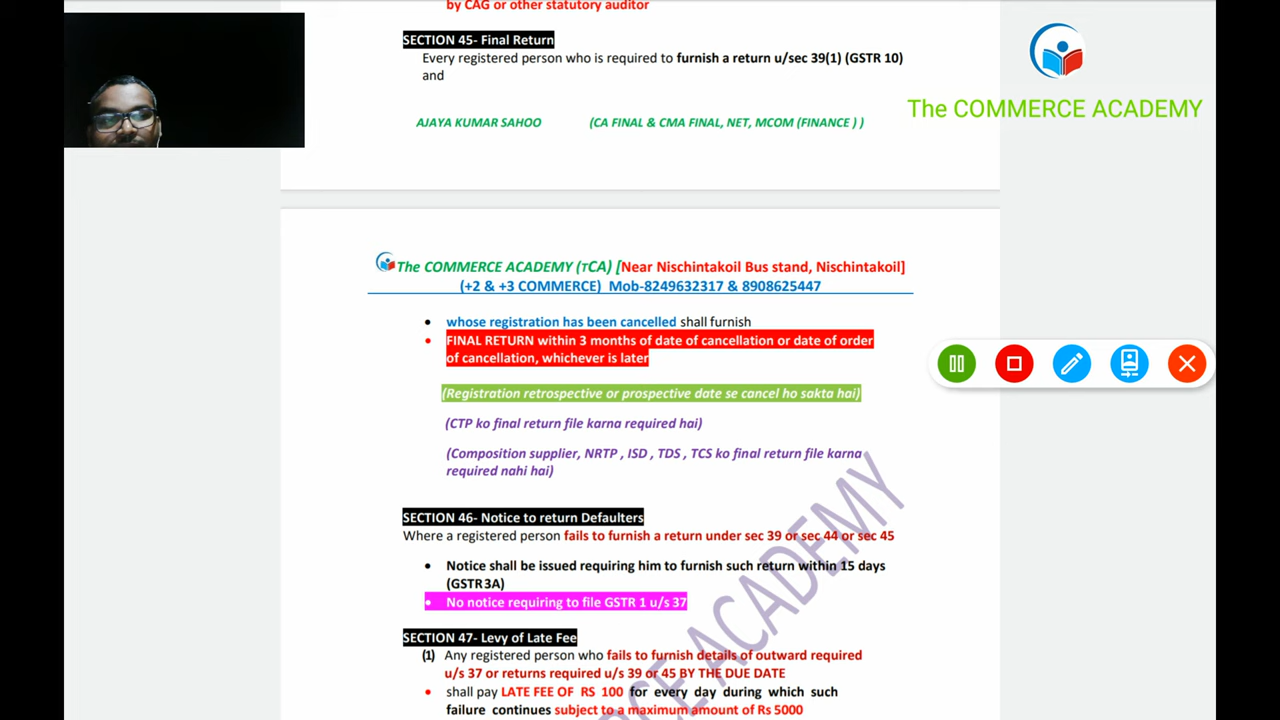 by CAG or other statutory auditor
SECTION 45- Final Return
Every registered person who is required to furnish a return u/sec 39(1) (GSTR 10)
and
The COMMERCE ACADEMY
AJAYA KUMAR SAHOO (CA FINAL & CMA FINAL, NET, MCOM (FINANCE ) )
The COMMERCE ACADEMY (TCA) [Near Nischintakoil Bus stand, Nischintakoil]
(+2 & +3 COMMERCE) Mob-8249632317 & 8908625447
• whose registration has been cancelled shall furnish
• FINAL RETURN within 3 months of date of cancellation or date of order
of cancellation, whichever is later
(Registration retrospective or prospective date se cancel ho sakta hai)
(CTP ko final return file karna required hai)
(Composition supplier, NRTP , ISD , TDS , TCS ko final return file karna
required nahi hai)
SECTION 46- Notice to return Defaulters
Where a registered person fails to furnish a return under sec 39 or sec 44 or sec 45
• Notice shall be issued requiring him to furnish such return within 15 days
(GSTR3A)
• No notice requiring to file GSTR 1 u/s 37
SECTION 47- Levy of Late Fee
(1) Any registered person who fails to furnish details of outward required
u/s 37 or returns required u/s 39 or 45 BY THE DUE DATE
• shall pay LATE FEE OF RS 100 for every day during which such
failure continues subject to a maximum amount of Rs 5000
CE ACADEMY